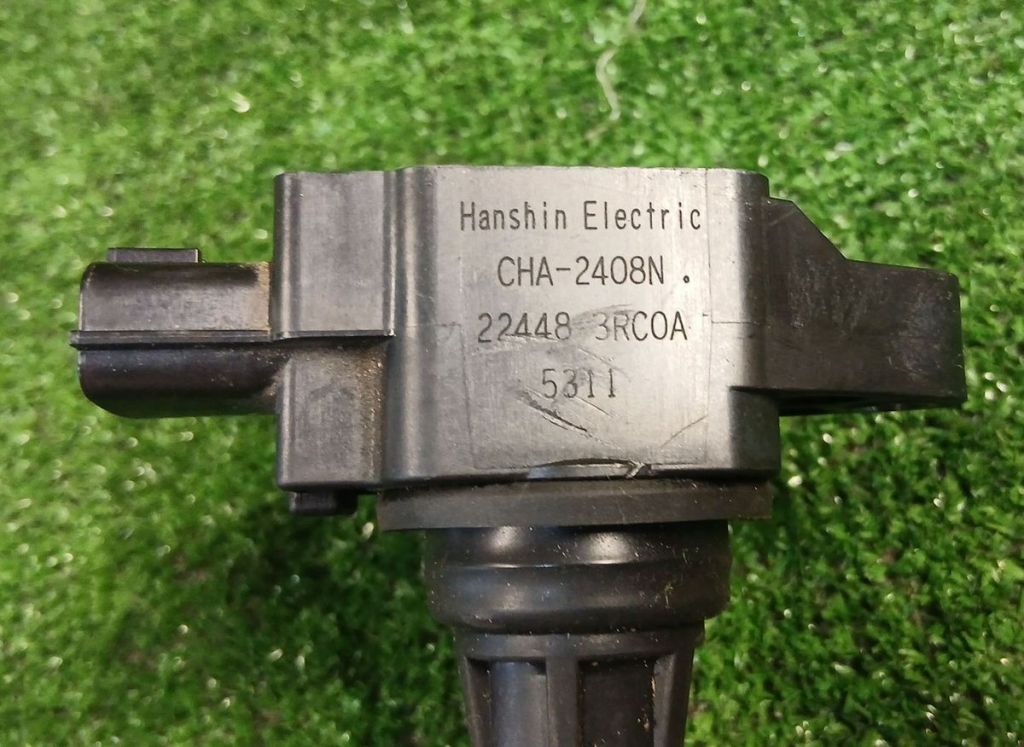 Hanshin Electric
CHA-2408N .
22448 3RC0A
5311